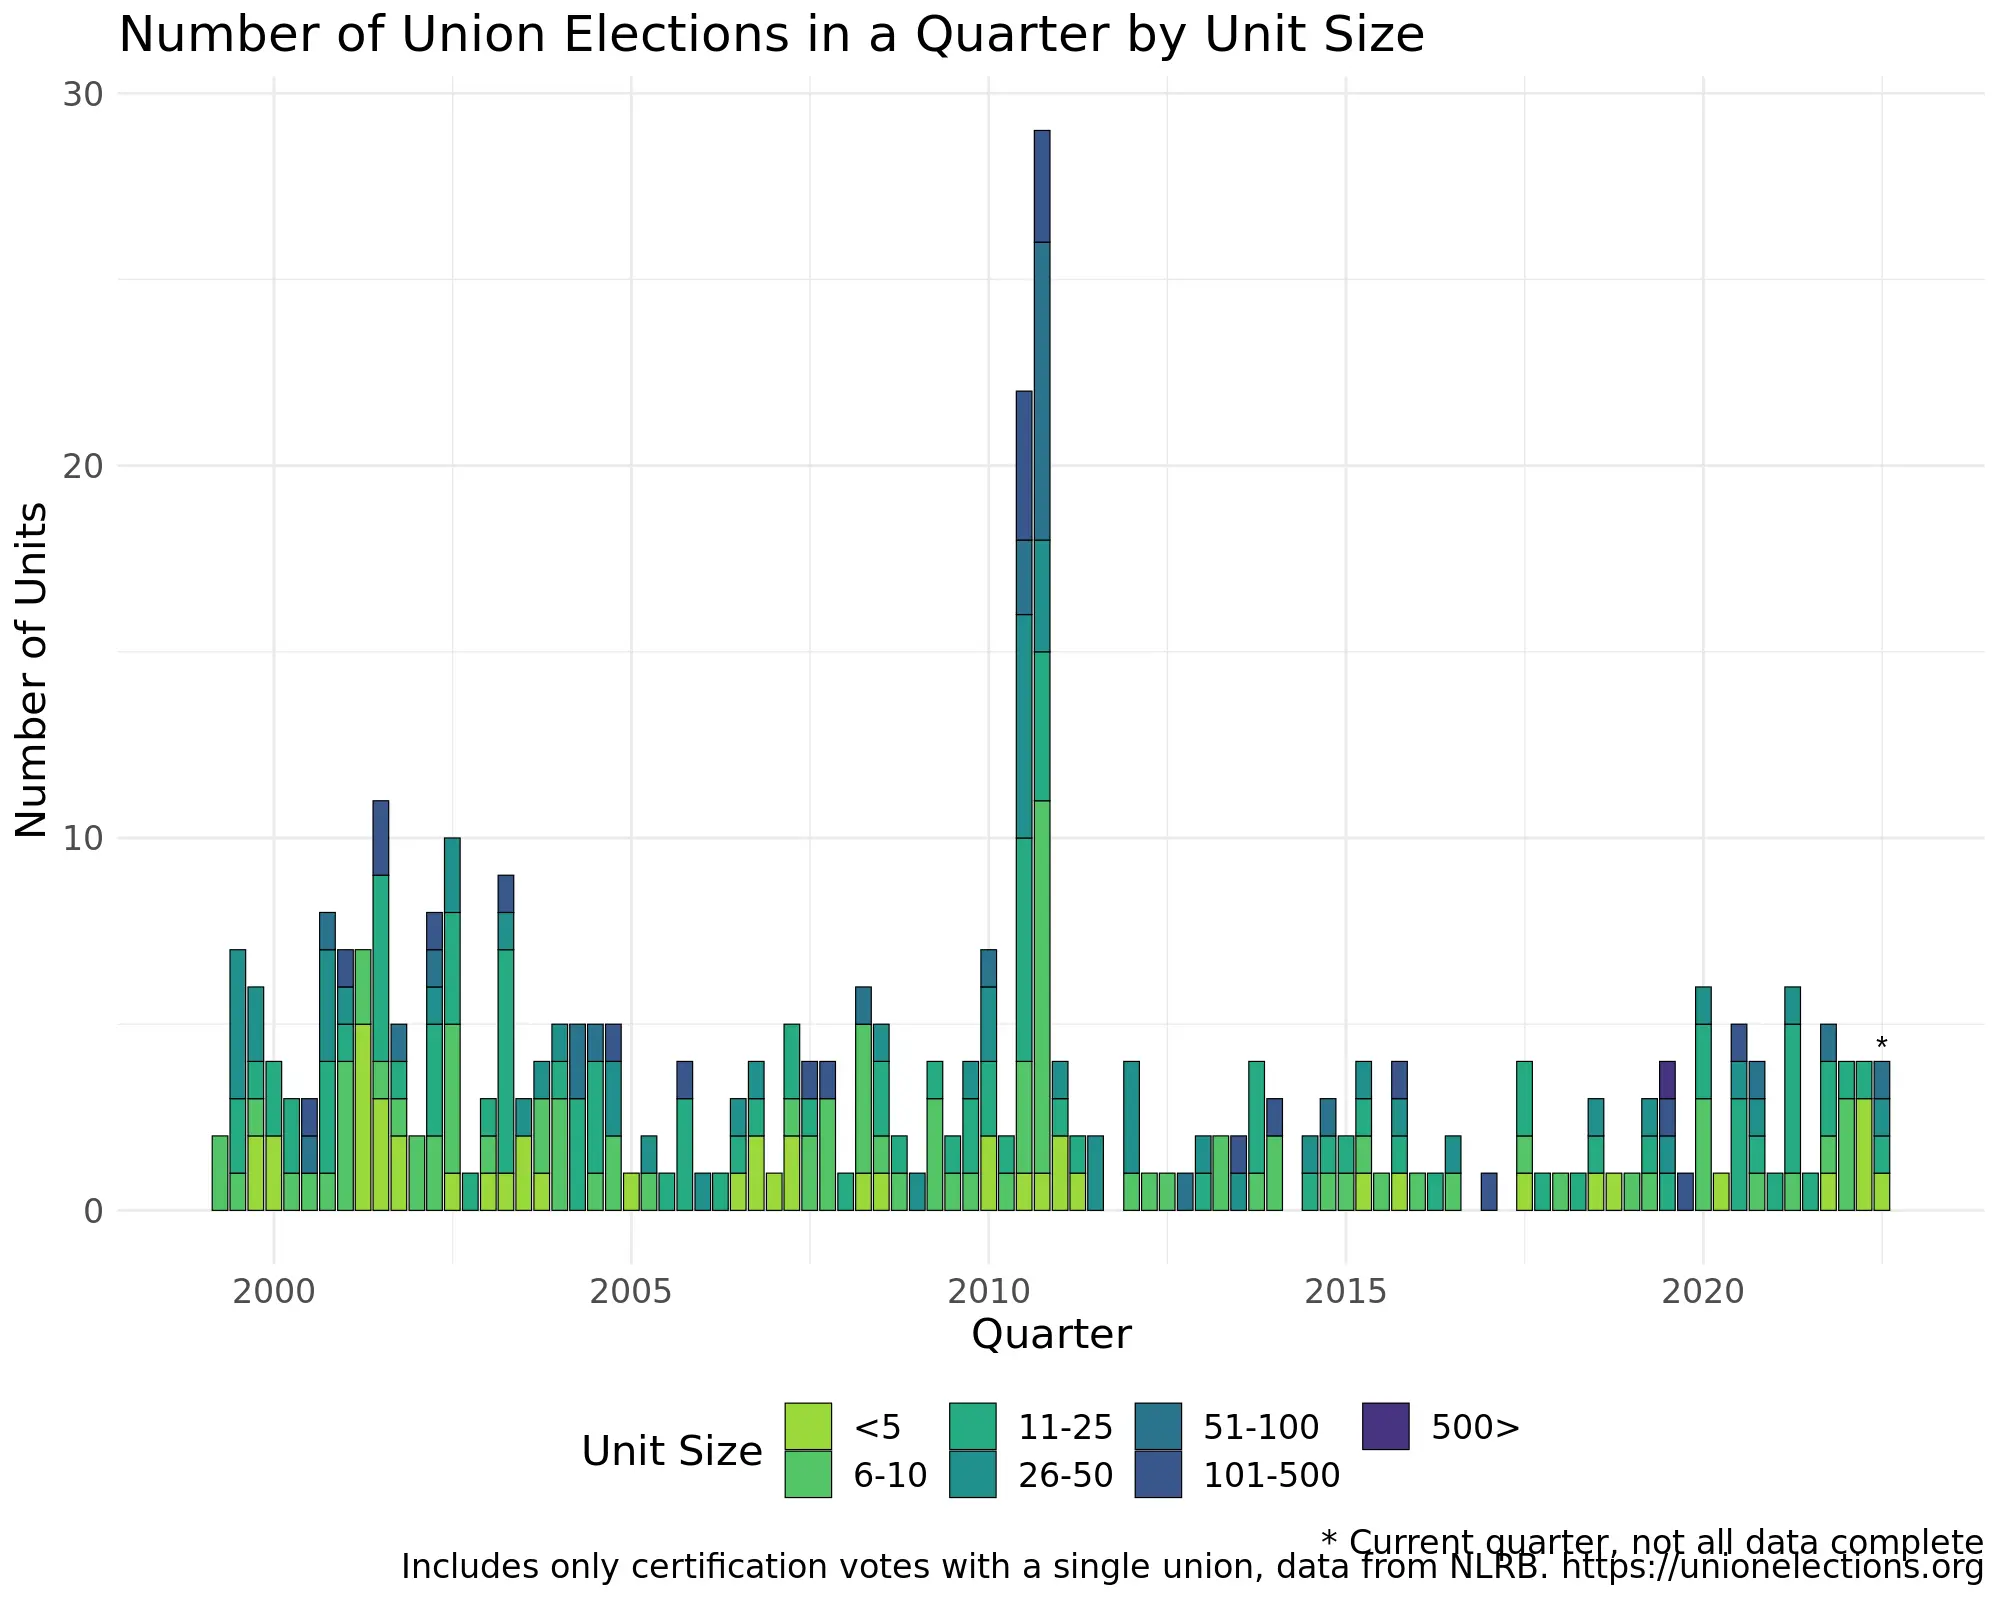 Number of Union Elections in a Quarter by Unit Size
30
20
10
0
Number of Units
*
2000 2005 2010 2015 2020
Quarter
Unit Size
<5 11-25 51-100 500>
6-10 26-50 101-500
* Current quarter, not all data complete
Includes only certification votes with a single union, data from NLRB. https://unionelections.org